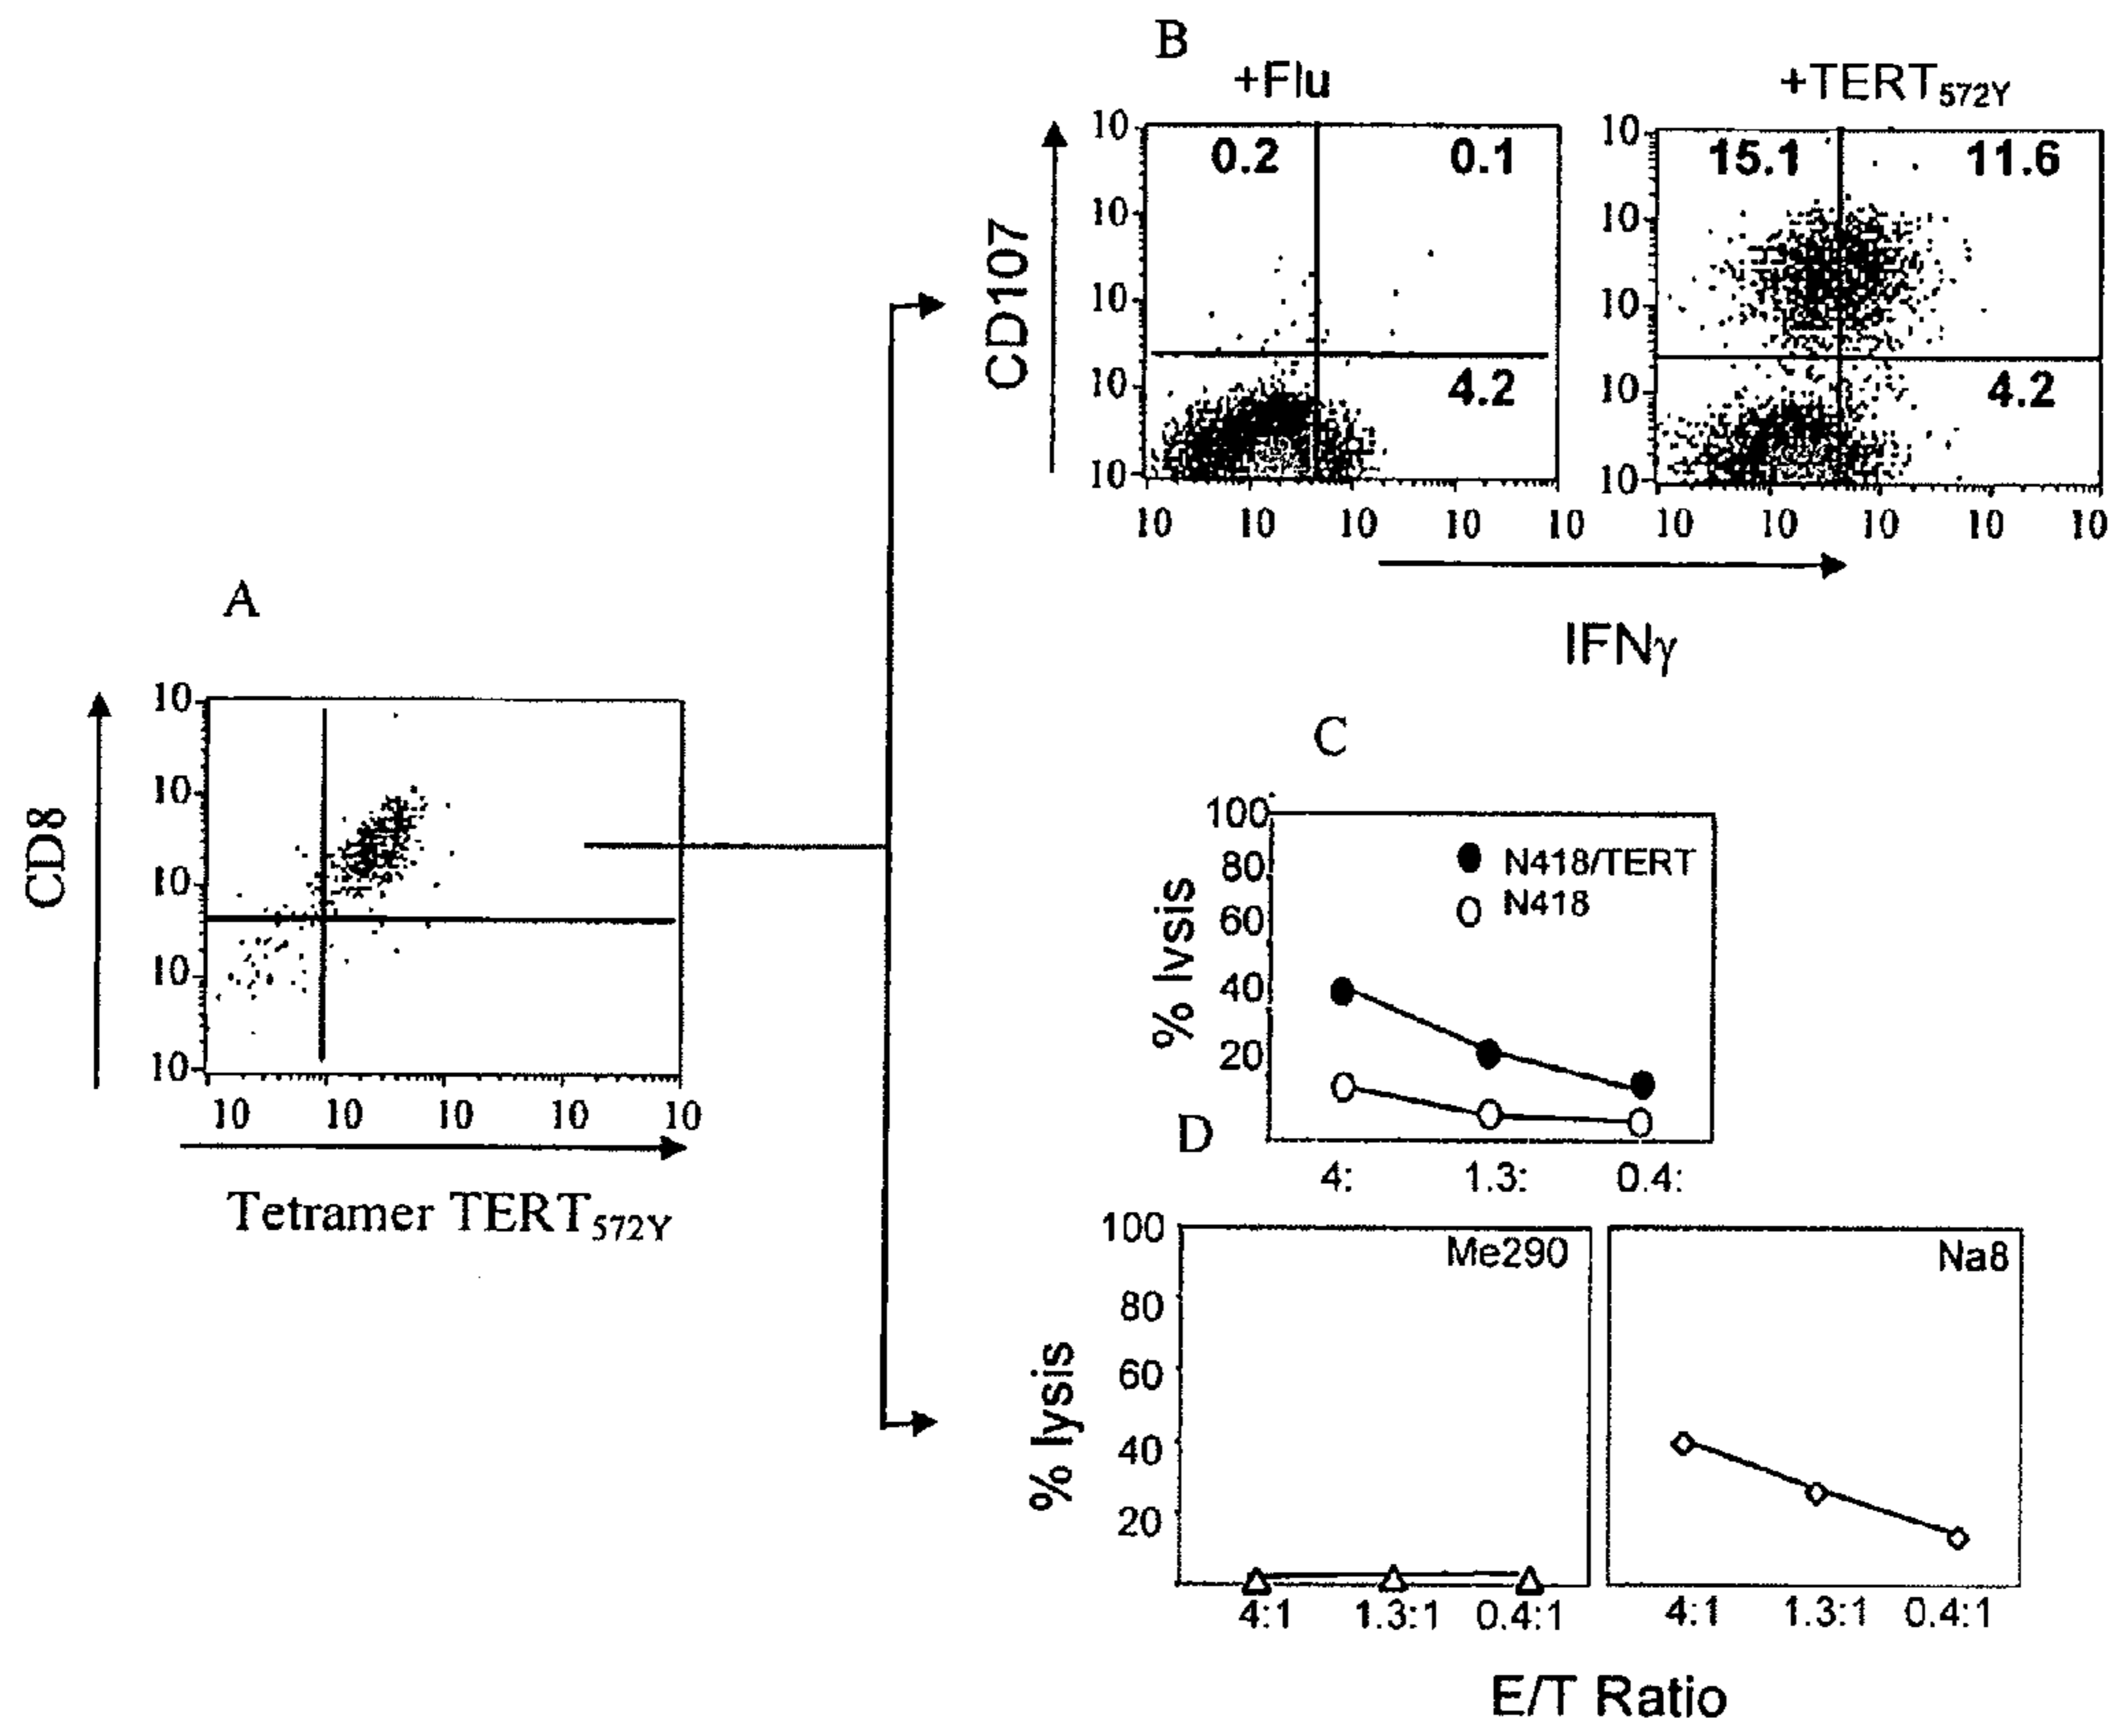 B
+Flu
+TERT572Y
10
0.2
0.1
10
10
10
10
4.2
10
15.1
11.6
10
10
10
10
4.2
CD107
10 10 10 10 10
10 10 10 10 10
IFNγ
A
10
10
10
10
10
CD8
10 10 10 10 10
Tetramer TERT572Y
C
100
80
60
40
20
% lysis
N418/TERT
N418
4: 1.3: 0.4:
D
100
80
60
40
20
% lysis
Me290
Na8
4:1 1.3:1 0.4:1
4:1 1.3:1 0.4:1
E/T Ratio